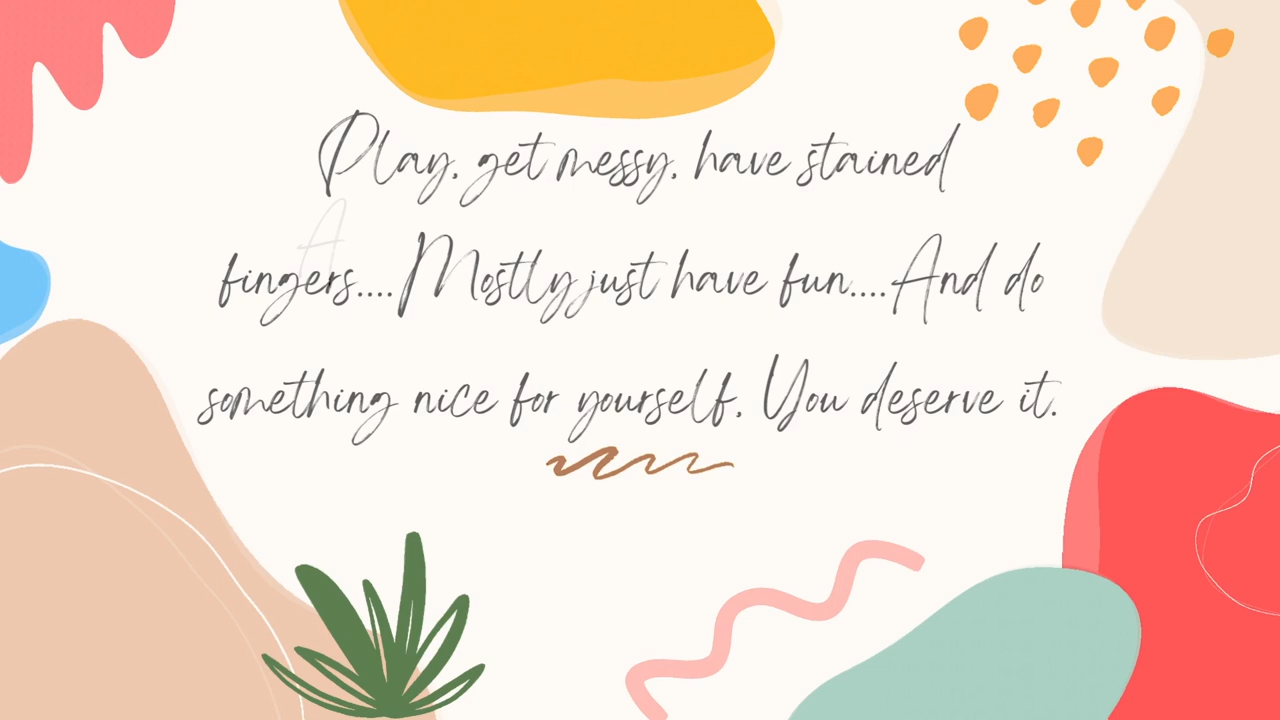 Play, get messy, have stained
A
fingers....Mostly just have fun....And do
something nice for yourself, You deserve it.